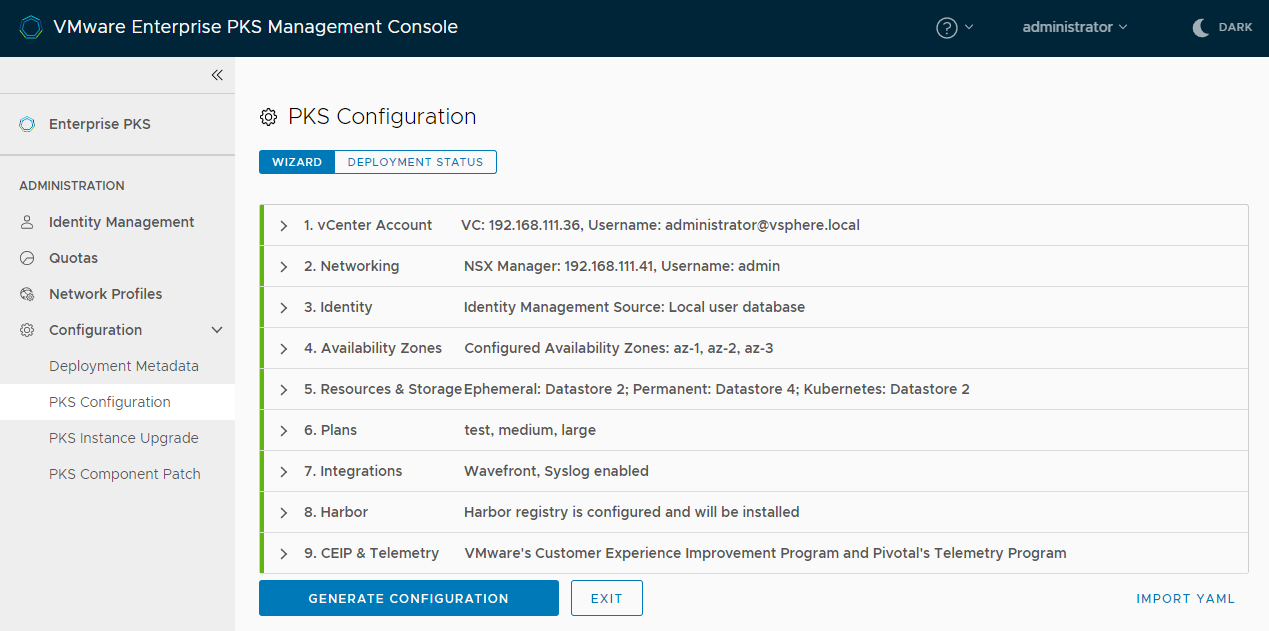 VMware Enterprise PKS Management Console
administrator
DARK
Enterprise PKS
ADMINISTRATION
Identity Management
Quotas
Network Profiles
Configuration
Deployment Metadata
PKS Configuration
PKS Instance Upgrade
PKS Component Patch
PKS Configuration
WIZARD DEPLOYMENT STATUS
1. vCenter Account VC: 192.168.111.36, Username: administrator@vsphere.local
2. Networking NSX Manager: 192.168.111.41, Username: admin
3. Identity Identity Management Source: Local user database
4. Availability Zones Configured Availability Zones: az-1, az-2, az-3
5. Resources & Storage Ephemeral: Datastore 2; Permanent: Datastore 4; Kubernetes: Datastore 2
6. Plans test, medium, large
7. Integrations Wavefront, Syslog enabled
8. Harbor Harbor registry is configured and will be installed
9. CEIP & Telemetry VMware's Customer Experience Improvement Program and Pivotal's Telemetry Program
GENERATE CONFIGURATION EXIT IMPORT YAML